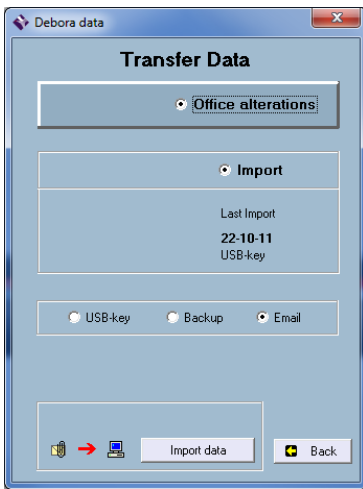 Debora data
Transfer Data
Office alterations
Import
Last Import
22-10-11
USB-key
USB-key Backup Email
Import data Back